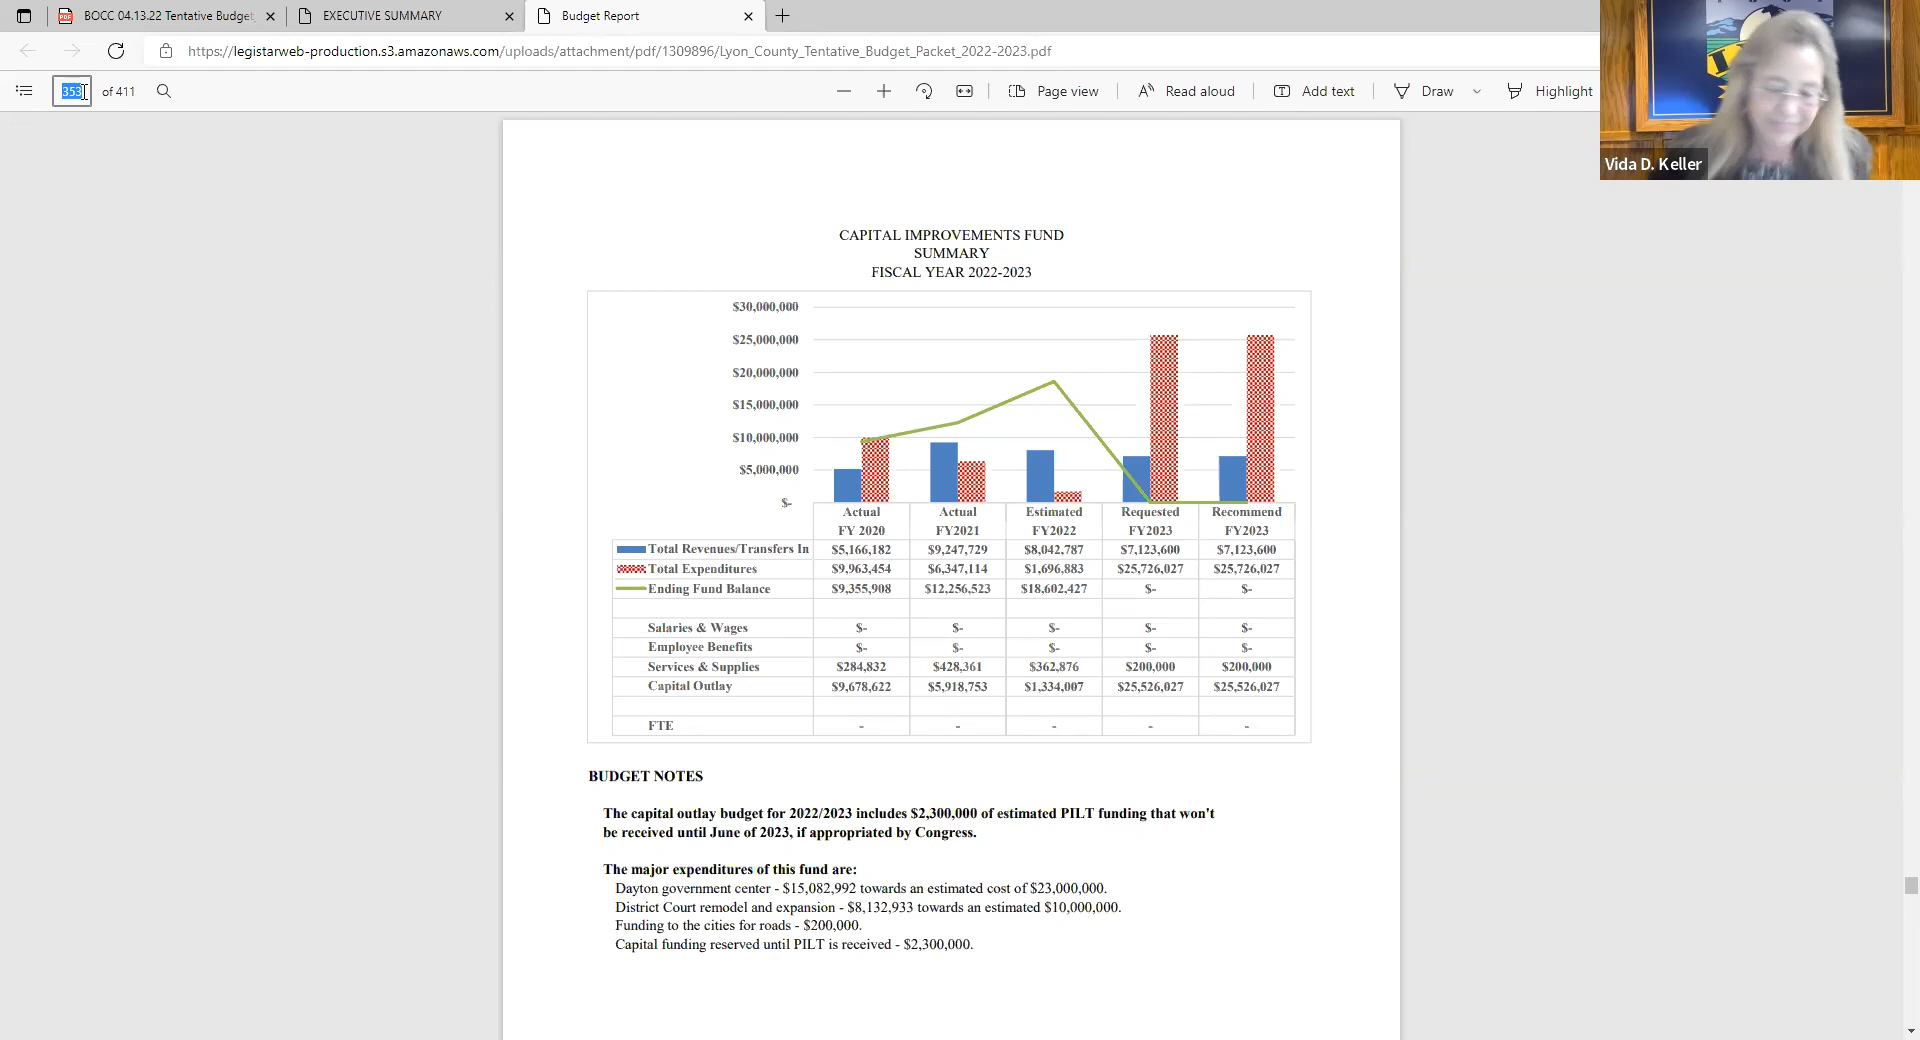 BOCC 04.13.22 Tentative Budget
EXECUTIVE SUMMARY
Budget Report
https://legistarweb-production.s3.amazonaws.com/uploads/attachment/pdf/1309896/Lyon_County_Tentative_Budget_Packet_2022-2023.pdf
353 of 411
Page view
Read aloud
Add text
Draw
Highlight
Vida D. Keller
CAPITAL IMPROVEMENTS FUND
SUMMARY
FISCAL YEAR 2022-2023
$30,000,000
$25,000,000
$20,000,000
$15,000,000
$10,000,000
$5,000,000
$-
Actual Actual Estimated Requested Recommend
FY 2020 FY2021 FY2022 FY2023 FY2023
Total Revenues/Transfers In $5,166,182 $9,247,729 $8,042,787 $7,123,600 $7,123,600
Total Expenditures $9,963,454 $6,347,114 $1,696,883 $25,726,027 $25,726,027
Ending Fund Balance $9,355,908 $12,256,523 $18,602,427 $- $-
Salaries & Wages $- $- $- $- $-
Employee Benefits $- $- $- $- $-
Services & Supplies $284,832 $428,361 $362,876 $200,000 $200,000
Capital Outlay $9,678,622 $5,918,753 $1,334,007 $25,526,027 $25,526,027
FTE - - - - -
BUDGET NOTES
The capital outlay budget for 2022/2023 includes $2,300,000 of estimated PILT funding that won't
be received until June of 2023, if appropriated by Congress.
The major expenditures of this fund are:
Dayton government center - $15,082,992 towards an estimated cost of $23,000,000.
District Court remodel and expansion - $8,132,933 towards an estimated $10,000,000.
Funding to the cities for roads - $200,000.
Capital funding reserved until PILT is received - $2,300,000.